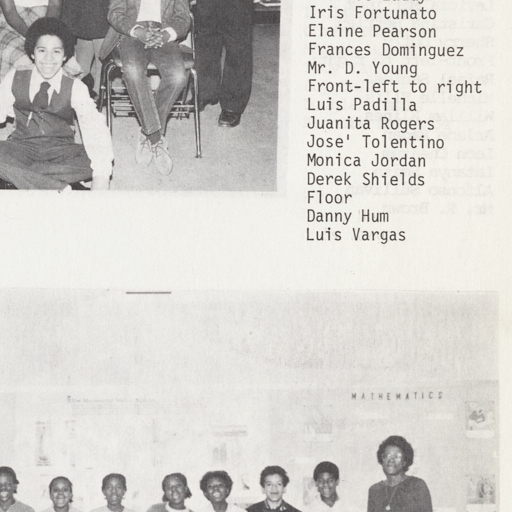 Iris Fortunato
Elaine Pearson
Frances Dominguez
Mr. D. Young
Front-left to right
Luis Padilla
Juanita Rogers
Jose' Tolentino
Monica Jordan
Derek Shields
Floor
Danny Hum
Luis Vargas
MATHEMATICS